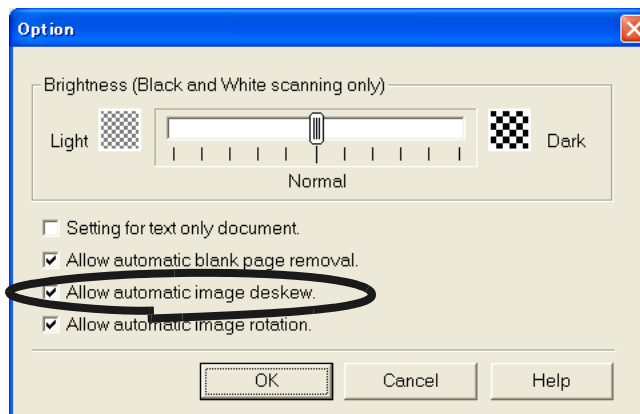 Option
Brightness (Black and White scanning only)
Light
Dark
Normal
Setting for text only document.
Allow automatic blank page removal.
Allow automatic image deskew.
Allow automatic image rotation.
OK Cancel Help